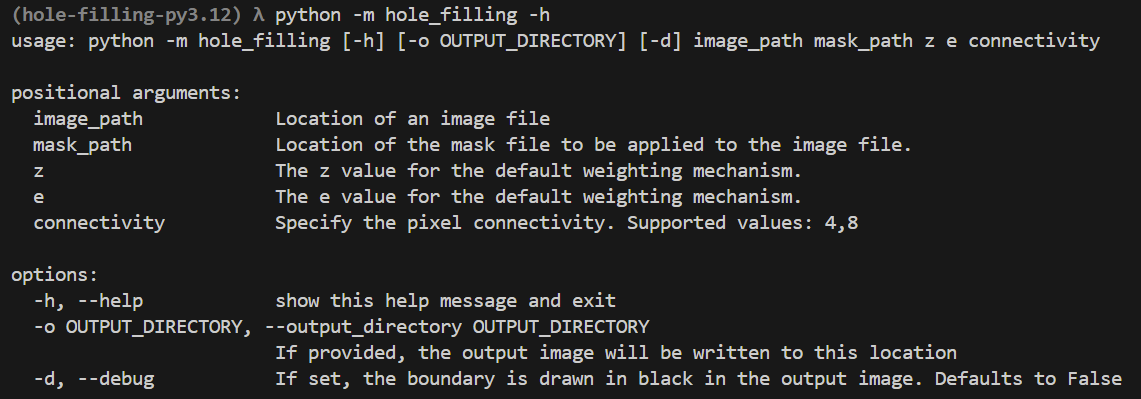 (hole-filling-py3.12) λ python -m hole_filling -h
usage: python -m hole_filling [-h] [-o OUTPUT_DIRECTORY] [-d] image_path mask_path z e connectivity

positional arguments:
  image_path            Location of an image file
  mask_path             Location of the mask file to be applied to the image file.
  z                     The z value for the default weighting mechanism.
  e                     The e value for the default weighting mechanism.
  connectivity          Specify the pixel connectivity. Supported values: 4,8

options:
  -h, --help            show this help message and exit
  -o OUTPUT_DIRECTORY, --output_directory OUTPUT_DIRECTORY
                        If provided, the output image will be written to this location
  -d, --debug           If set, the boundary is drawn in black in the output image. Defaults to False